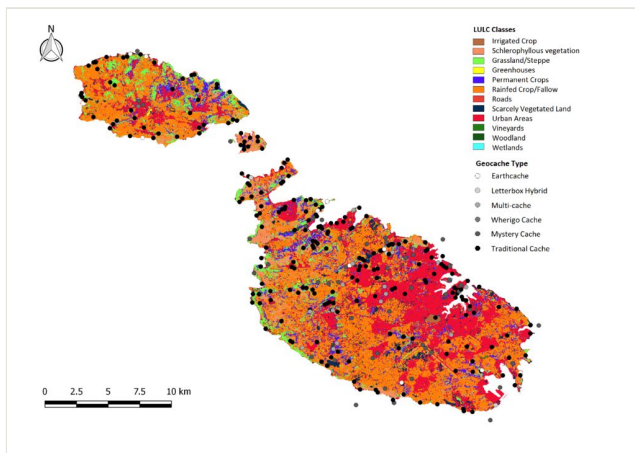 N
LULC Classes
Irrigated Crop
Schlerophyllous vegetation
Grassland/Steppe
Greenhouses
Permanent Crops
Rainfed Crop/Fallow
Roads
Scarcely Vegetated Land
Urban Areas
Vineyards
Woodland
Wetlands
Geocache Type
Earthcache
Letterbox Hybrid
Multi-cache
Wherigo Cache
Mystery Cache
Traditional Cache
0 2.5 5 7.5 10 km